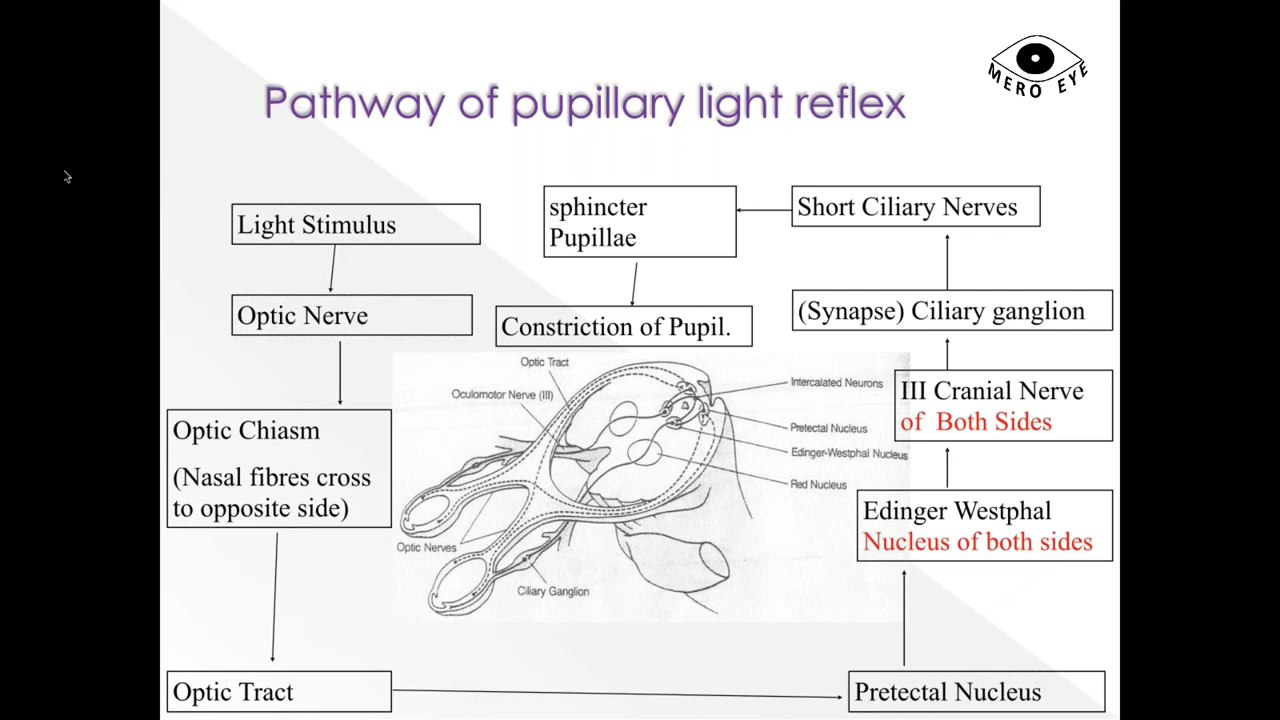 MERO EYE
Pathway of pupillary light reflex
Light Stimulus
Optic Nerve
Optic Chiasm
(Nasal fibres cross
to opposite side)
Optic Tract
Pretectal Nucleus
Edinger Westphal
Nucleus of both sides
III Cranial Nerve
of Both Sides
(Synapse) Ciliary ganglion
Short Ciliary Nerves
sphincter
Pupillae
Constriction of Pupil.
Optic Tract
Oculomotor Nerve (III)
Intercalated Neurons
Pretectal Nucleus
Edinger-Westphal Nucleus
Red Nucleus
Optic Nerves
Ciliary Ganglion